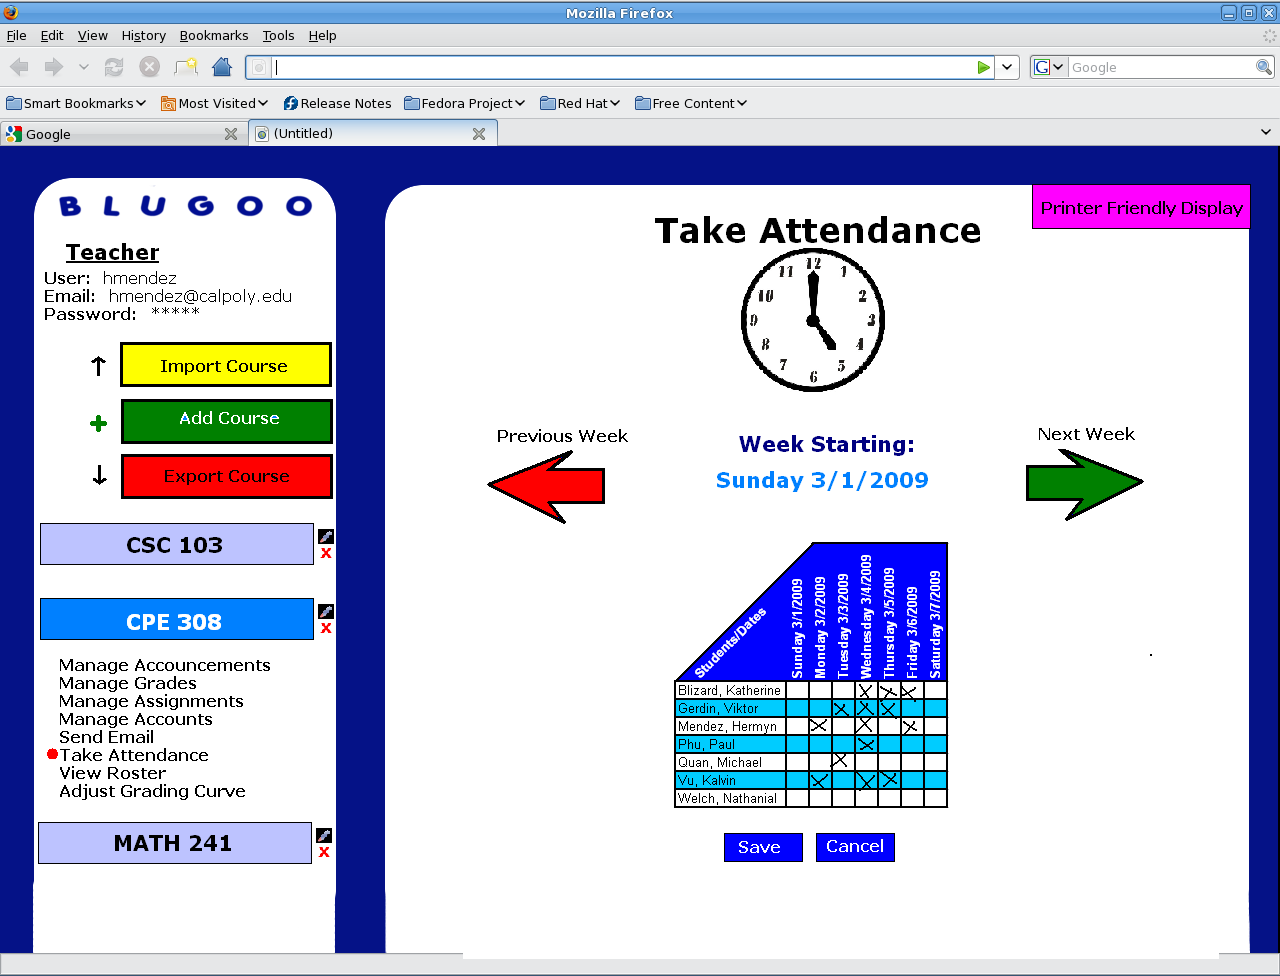 Mozilla Firefox
File Edit View History Bookmarks Tools Help
G Google
Smart Bookmarks Most Visited Release Notes Fedora Project Red Hat Free Content
Google (Untitled)
BLUGOO
Teacher
User: hmendez
Email: hmendez@calpoly.edu
Password: *****
↑ Import Course
+ Add Course
↓ Export Course
CSC 103
X
CPE 308
X
Manage Accouncements
Manage Grades
Manage Assignments
Manage Accounts
Send Email
Take Attendance
View Roster
Adjust Grading Curve
MATH 241
X
Printer Friendly Display
Take Attendance
12
11 1
10 2
9 3
8 4
7 5
6
Previous Week
Week Starting:
Sunday 3/1/2009
Next Week
Students/Dates
Sunday 3/1/2009
Monday 3/2/2009
Tuesday 3/3/2009
Wednesday 3/4/2009
Thursday 3/5/2009
Friday 3/6/2009
Saturday 3/7/2009
Blizard, Katherine X X X
Gerdin, Viktor X X X
Mendez, Hermyn X X X
Phu, Paul X
Quan, Michael X
Vu, Kalvin X X X
Welch, Nathanial
Save Cancel